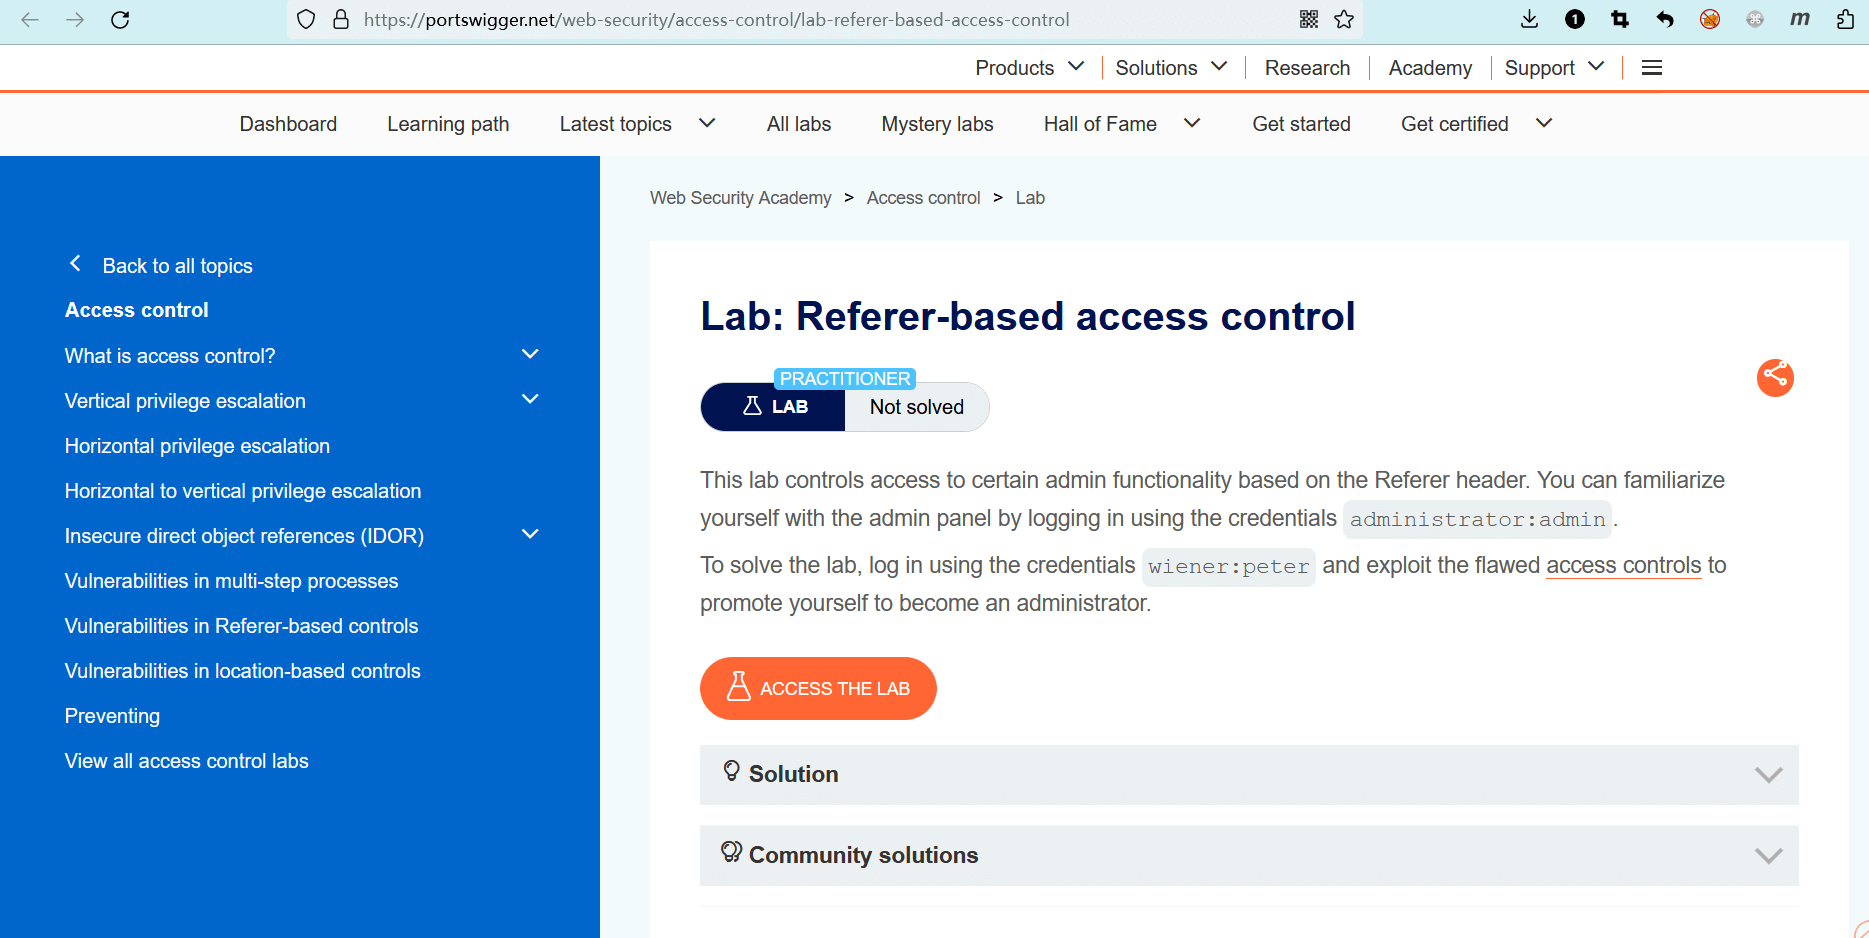 https://portswigger.net/web-security/access-control/lab-referer-based-access-control
1
m
Products
Solutions
Research
Academy
Support
Dashboard
Learning path
Latest topics
All labs
Mystery labs
Hall of Fame
Get started
Get certified
Back to all topics
Access control
What is access control?
Vertical privilege escalation
Horizontal privilege escalation
Horizontal to vertical privilege escalation
Insecure direct object references (IDOR)
Vulnerabilities in multi-step processes
Vulnerabilities in Referer-based controls
Vulnerabilities in location-based controls
Preventing
View all access control labs
Web Security Academy > Access control > Lab
Lab: Referer-based access control
PRACTITIONER
LAB Not solved
This lab controls access to certain admin functionality based on the Referer header. You can familiarize
yourself with the admin panel by logging in using the credentials administrator:admin.
To solve the lab, log in using the credentials wiener:peter and exploit the flawed access controls to
promote yourself to become an administrator.
ACCESS THE LAB
Solution
Community solutions